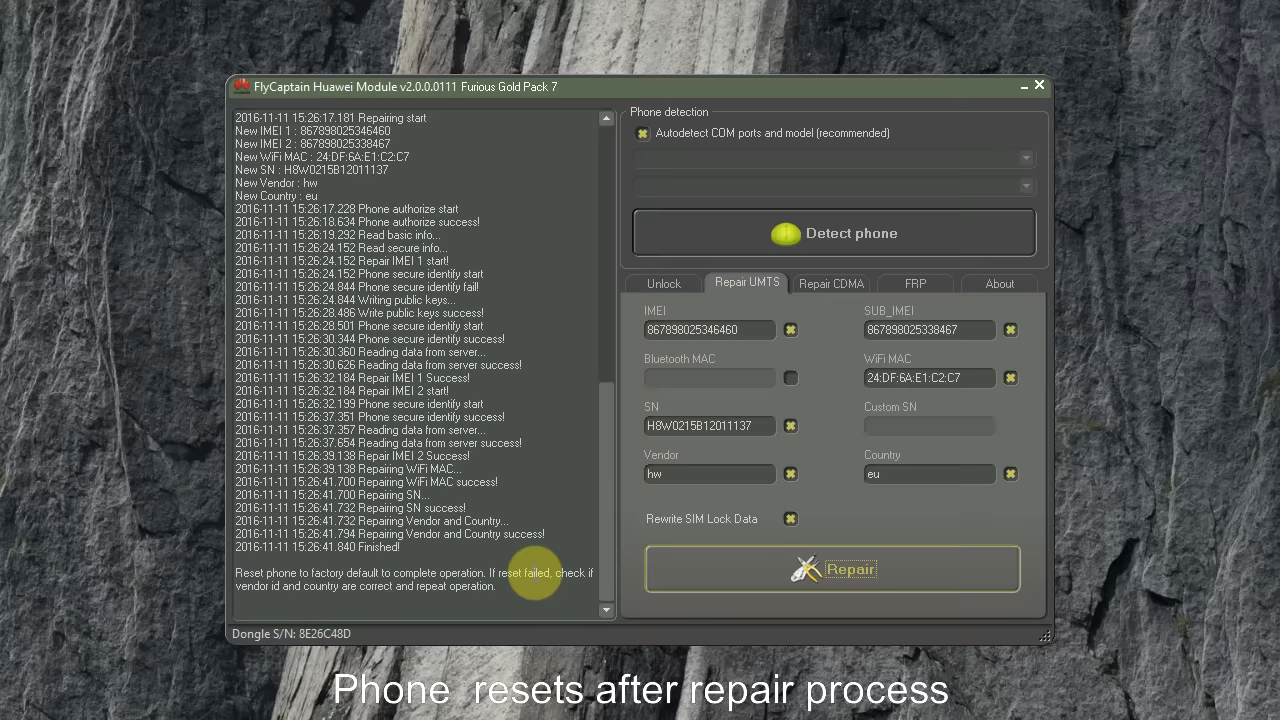 FlyCaptain Huawei Module v2.0.0.0111 Furious Gold Pack 7
2016-11-11 15:26:17.181 Repairing start
New IMEI 1 : 867898025346460
New IMEI 2 : 867898025338467
New WiFi MAC : 24:DF:6A:E1:C2:C7
New SN : H8W0215B12011137
New Vendor : hw
New Country : eu
2016-11-11 15:26:17.228 Phone authorize start
2016-11-11 15:26:18.634 Phone authorize success!
2016-11-11 15:26:19.292 Read basic info...
2016-11-11 15:26:24.152 Read secure info...
2016-11-11 15:26:24.152 Repair IMEI 1 start!
2016-11-11 15:26:24.152 Phone secure identify start
2016-11-11 15:26:24.844 Phone secure identify fail!
2016-11-11 15:26:24.844 Writing public keys...
2016-11-11 15:26:28.486 Write public keys success!
2016-11-11 15:26:28.501 Phone secure identify start
2016-11-11 15:26:30.344 Phone secure identify success!
2016-11-11 15:26:30.360 Reading data from server...
2016-11-11 15:26:30.626 Reading data from server success!
2016-11-11 15:26:32.184 Repair IMEI 1 Success!
2016-11-11 15:26:32.184 Repair IMEI 2 start!
2016-11-11 15:26:32.199 Phone secure identify start
2016-11-11 15:26:37.351 Phone secure identify success!
2016-11-11 15:26:37.357 Reading data from server...
2016-11-11 15:26:37.654 Reading data from server success!
2016-11-11 15:26:39.138 Repair IMEI 2 Success!
2016-11-11 15:26:39.138 Repairing WiFi MAC...
2016-11-11 15:26:41.700 Repairing WiFi MAC success!
2016-11-11 15:26:41.700 Repairing SN...
2016-11-11 15:26:41.732 Repairing SN success!
2016-11-11 15:26:41.732 Repairing Vendor and Country...
2016-11-11 15:26:41.794 Repairing Vendor and Country success!
2016-11-11 15:26:41.840 Finished!
Reset phone to factory default to complete operation. If reset failed, check if
vendor id and country are correct and repeat operation.
Phone detection
Autodetect COM ports and model (recommended)
Detect phone
Unlock Repair UMTS Repair CDMA FRP About
IMEI SUB_IMEI
867898025346460 867898025338467
Bluetooth MAC WiFi MAC
24:DF:6A:E1:C2:C7
SN Custom SN
H8W0215B12011137
Vendor Country
hw eu
Rewrite SIM Lock Data
Repair
Dongle S/N: 8E26C48D
Phone resets after repair process